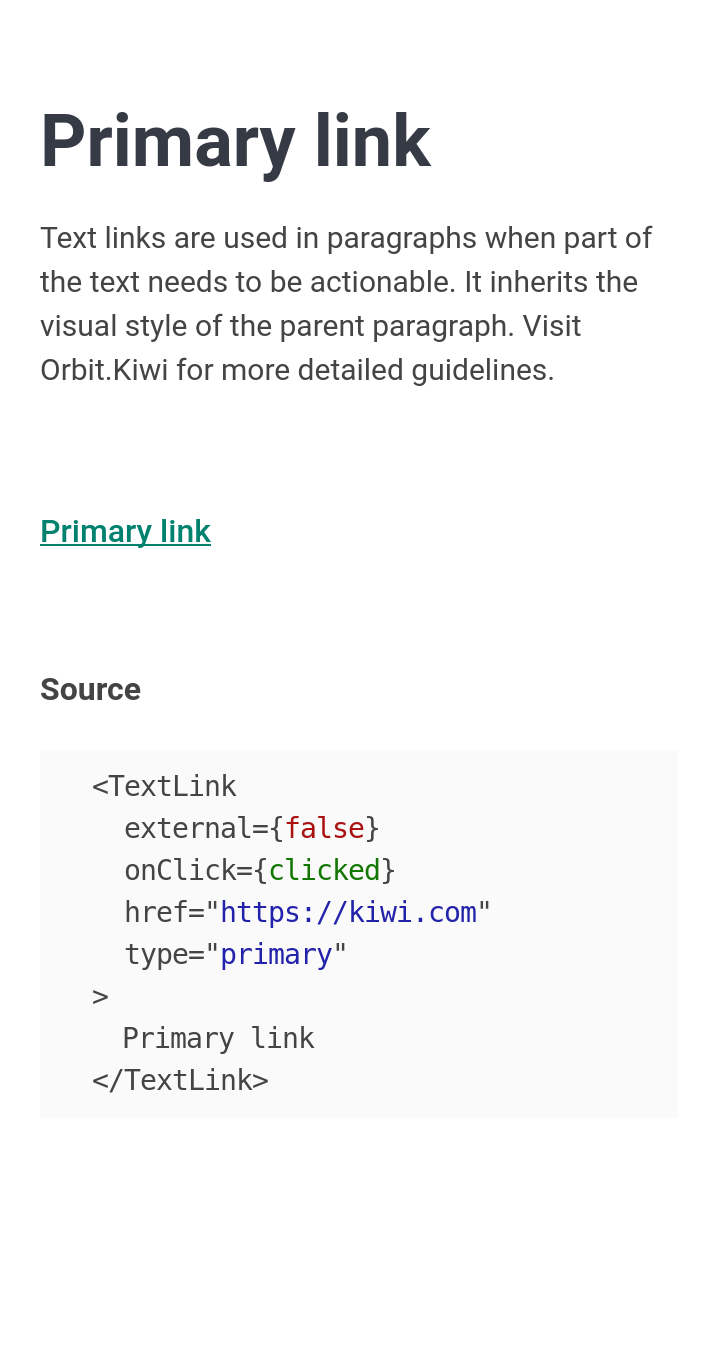 Primary link
Text links are used in paragraphs when part of
the text needs to be actionable. It inherits the
visual style of the parent paragraph. Visit
Orbit.Kiwi for more detailed guidelines.
Primary link
Source
<TextLink
  external={false}
  onClick={clicked}
  href="https://kiwi.com"
  type="primary"
>
  Primary link
</TextLink>